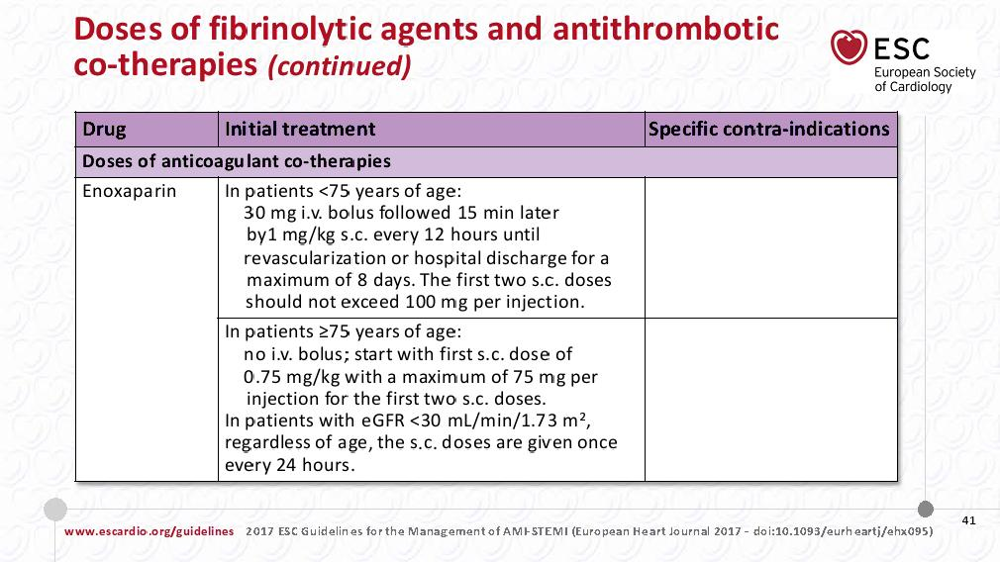 Doses of fibrinolytic agents and antithrombotic
co-therapies (continued)
ESC
European Society
of Cardiology
Drug
Initial treatment
Specific contra-indications
Doses of anticoagulant co-therapies
Enoxaparin
In patients <75 years of age:
30 mg i.v. bolus followed 15 min later
by1 mg/kg s.c. every 12 hours until
revascularization or hospital discharge for a
maximum of 8 days. The first two s.c. doses
should not exceed 100 mg per injection.
In patients ≥75 years of age:
no i.v. bolus; start with first s.c. dose of
0.75 mg/kg with a maximum of 75 mg per
injection for the first two s.c. doses.
In patients with eGFR <30 mL/min/1.73 m²,
regardless of age, the s.c. doses are given once
every 24 hours.
41
www.escardio.org/guidelines 2017 ESC Guidelines for the Management of AMI-STEMI (European Heart Journal 2017 - doi:10.1093/eurheartj/ehx095)